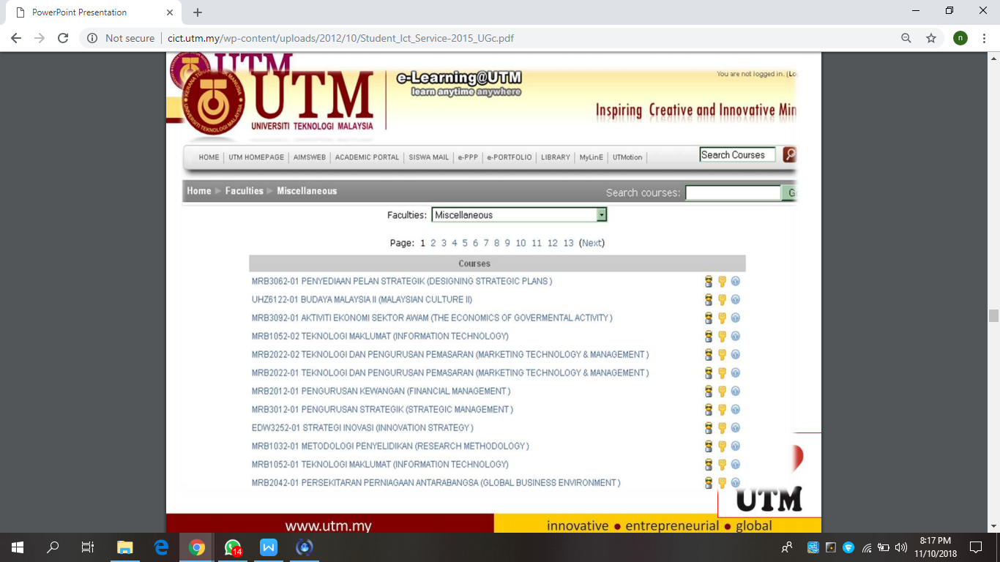 PowerPoint Presentation
Not secure | cict.utm.my/wp-content/uploads/2012/10/Student_Ict_Service-2015_UGc.pdf
n
UTM
e-Learning@UTM
learn anytime anywhere
You are not logged in. (Lo
UTM
UNIVERSITI TEKNOLOGI MALAYSIA
Inspiring Creative and Innovative Min
HOME | UTM HOMEPAGE | AIMSWEB | ACADEMIC PORTAL | SISWA MAIL | e-PPP | e-PORTFOLIO | LIBRARY | MyLinE | UTMotion |
Search Courses
Home Faculties Miscellaneous
Search courses: G
Faculties: Miscellaneous
Page: 1 2 3 4 5 6 7 8 9 10 11 12 13 (Next)
Courses
MRB3062-01 PENYEDIAAN PELAN STRATEGIK (DESIGNING STRATEGIC PLANS )
UHZ6122-01 BUDAYA MALAYSIA II (MALAYSIAN CULTURE II)
MRB3092-01 AKTIVITI EKONOMI SEKTOR AWAM (THE ECONOMICS OF GOVERMENTAL ACTIVITY )
MRB1052-02 TEKNOLOGI MAKLUMAT (INFORMATION TECHNOLOGY)
MRB2022-02 TEKNOLOGI DAN PENGURUSAN PEMASARAN (MARKETING TECHNOLOGY & MANAGEMENT )
MRB2022-01 TEKNOLOGI DAN PENGURUSAN PEMASARAN (MARKETING TECHNOLOGY & MANAGEMENT )
MRB2012-01 PENGURUSAN KEWANGAN (FINANCIAL MANAGEMENT )
MRB3012-01 PENGURUSAN STRATEGIK (STRATEGIC MANAGEMENT )
EDW3252-01 STRATEGI INOVASI (INNOVATION STRATEGY )
MRB1032-01 METODOLOGI PENYELIDIKAN (RESEARCH METHODOLOGY )
MRB1052-01 TEKNOLOGI MAKLUMAT (INFORMATION TECHNOLOGY)
MRB2042-01 PERSEKITARAN PERNIAGAAN ANTARABANGSA (GLOBAL BUSINESS ENVIRONMENT )
UTM
www.utm.my
innovative ● entrepreneurial ● global
14
8:17 PM
11/10/2018